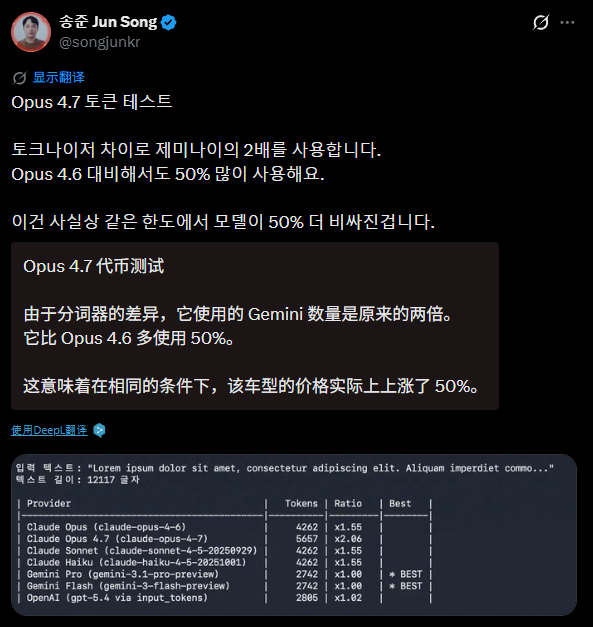 송준 Jun Song
@songjunkr
显示翻译
Opus 4.7 토큰 테스트
토크나이저 차이로 제미나이의 2배를 사용합니다.
Opus 4.6 대비해서도 50% 많이 사용해요.
이건 사실상 같은 한도에서 모델이 50% 더 비싸진겁니다.
Opus 4.7 代币测试
由于分词器的差异，它使用的 Gemini 数量是原来的两倍。
它比 Opus 4.6 多使用 50%。
这意味着在相同的条件下，该车型的价格实际上上涨了 50%。
使用DeepL翻译
입력 텍스트: "Lorem ipsum dolor sit amet, consectetur adipiscing elit. Aliquam imperdiet commo..."
텍스트 길이: 12117 글자
| Provider | Tokens | Ratio | Best |
| Claude Opus (claude-opus-4-6) | 4262 | x1.55 | |
| Opus 4.7 (claude-opus-4-7) | 5657 | x2.06 | |
| Claude Sonnet (claude-sonnet-4-5-20250929) | 4262 | x1.55 | |
| Claude Haiku (claude-haiku-4-5-20251001) | 4262 | x1.55 | |
| Gemini Pro (gemini-3.1-pro-preview) | 2742 | x1.00 | * BEST |
| Gemini Flash (gemini-3-flash-preview) | 2742 | x1.00 | * BEST |
| OpenAI (gpt-5.4 via input_tokens) | 2805 | x1.02 | |